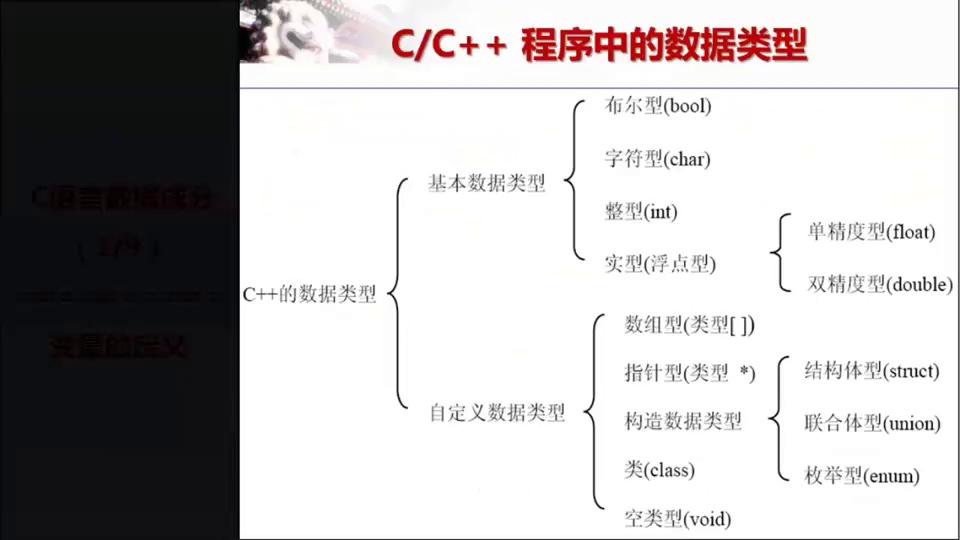 C/C++ 程序中的数据类型
C语言数据成分
(1/9)
变量的定义
C++的数据类型
基本数据类型
布尔型(bool)
字符型(char)
整型(int)
实型(浮点型)
单精度型(float)
双精度型(double)
自定义数据类型
数组型(类型[ ])
指针型(类型 *)
构造数据类型
结构体型(struct)
联合体型(union)
枚举型(enum)
类(class)
空类型(void)